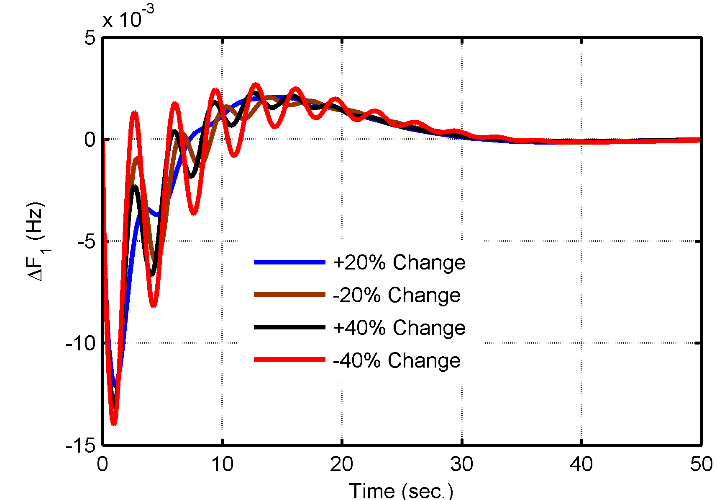 x 10⁻³
5
0
-5
-10
-15
ΔF₁ (Hz)
+20% Change
-20% Change
+40% Change
-40% Change
0 10 20 30 40 50
Time (sec.)